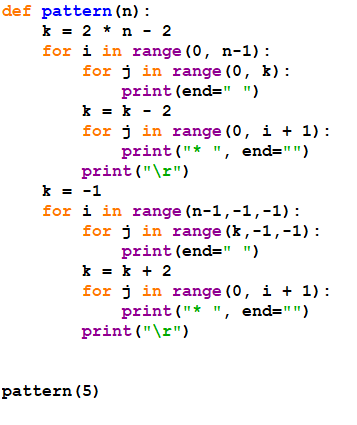 def pattern(n):
    k = 2 * n - 2
    for i in range(0, n-1):
        for j in range(0, k):
            print(end=" ")
        k = k - 2
        for j in range(0, i + 1):
            print("* ", end="")
        print("\r")
    k = -1
    for i in range(n-1,-1,-1):
        for j in range(k,-1,-1):
            print(end=" ")
        k = k + 2
        for j in range(0, i + 1):
            print("* ", end="")
        print("\r")

pattern(5)